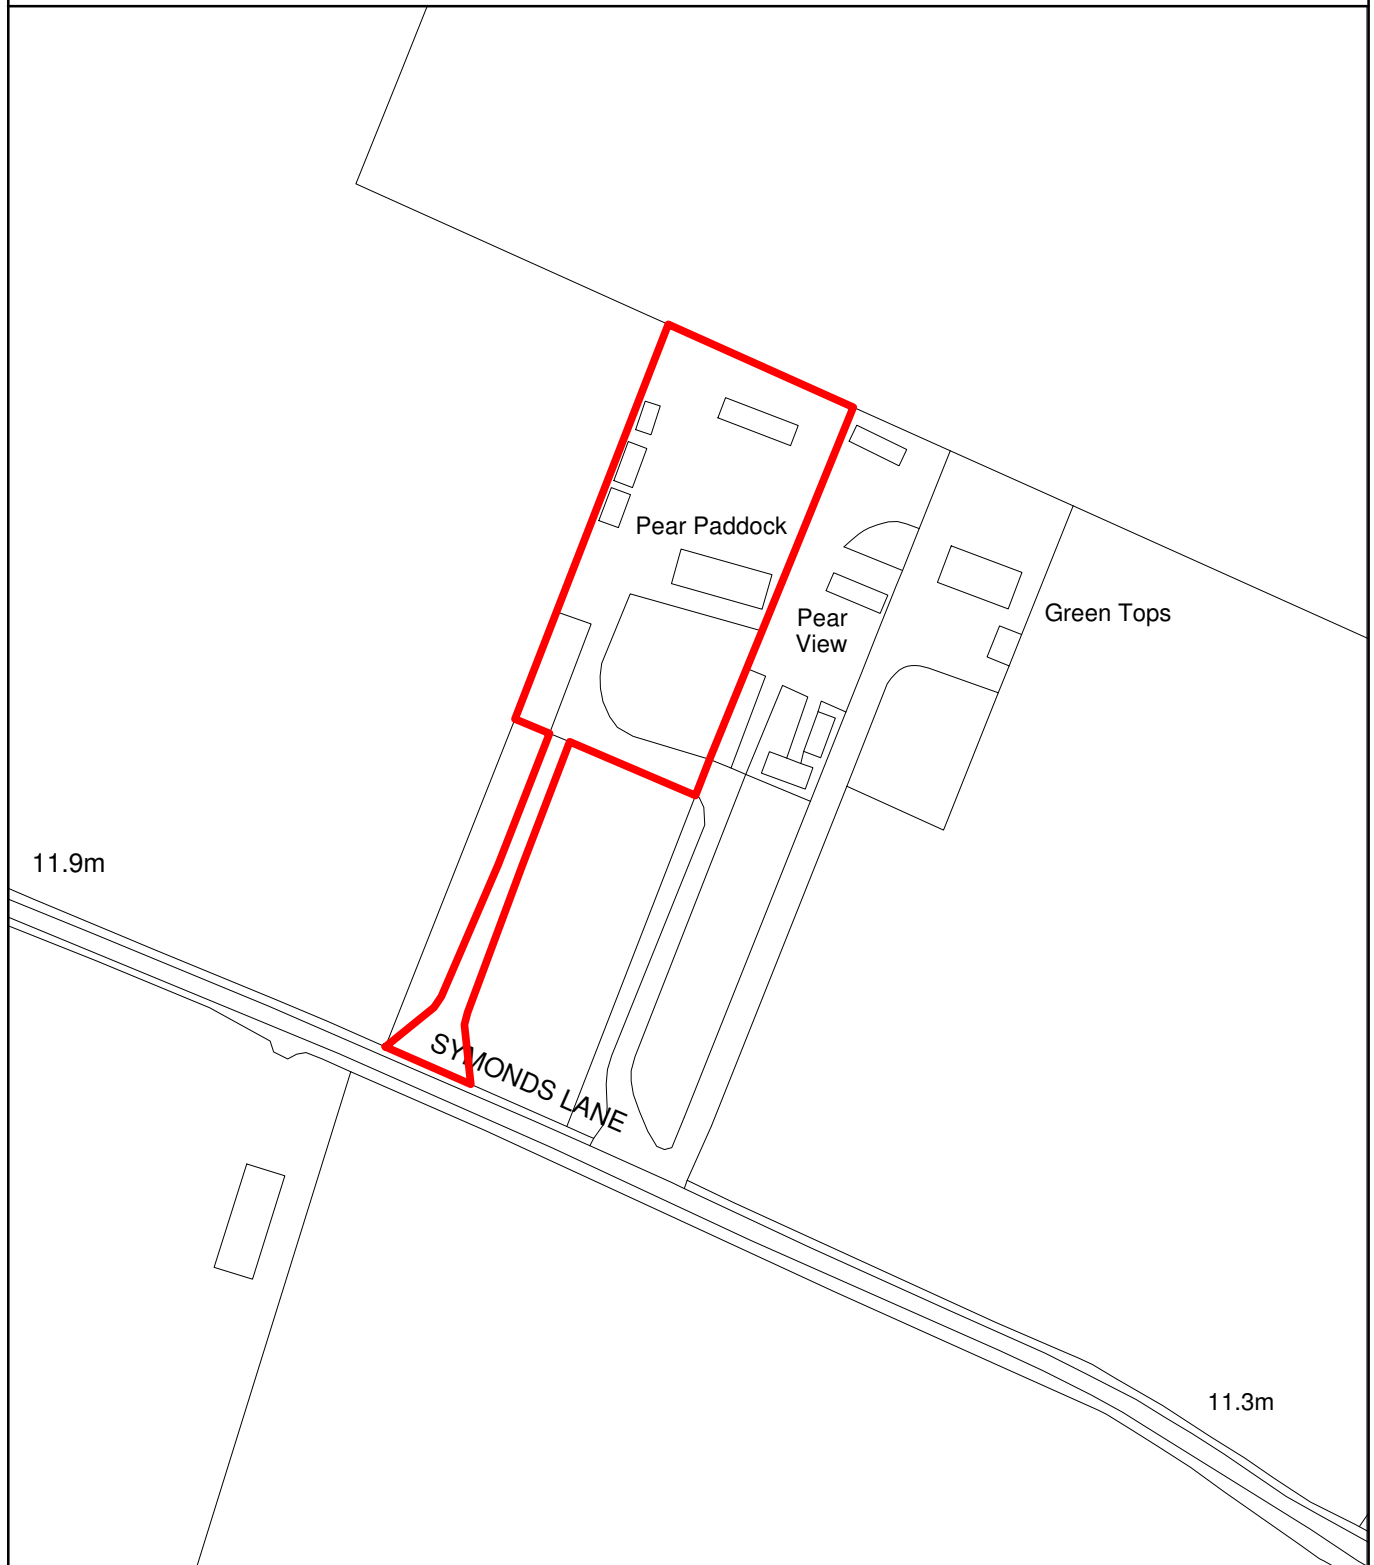 Pear Paddock
Pear
View
Green Tops
11.9m
SYMONDS LANE
11.3m